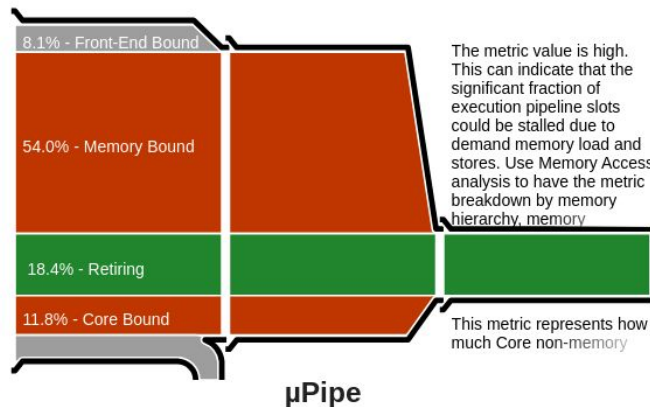 8.1% - Front-End Bound
54.0% - Memory Bound
18.4% - Retiring
11.8% - Core Bound
The metric value is high.
This can indicate that the
significant fraction of
execution pipeline slots
could be stalled due to
demand memory load and
stores. Use Memory Access
analysis to have the metric
breakdown by memory
hierarchy, memory
This metric represents how
much Core non-memory
µPipe